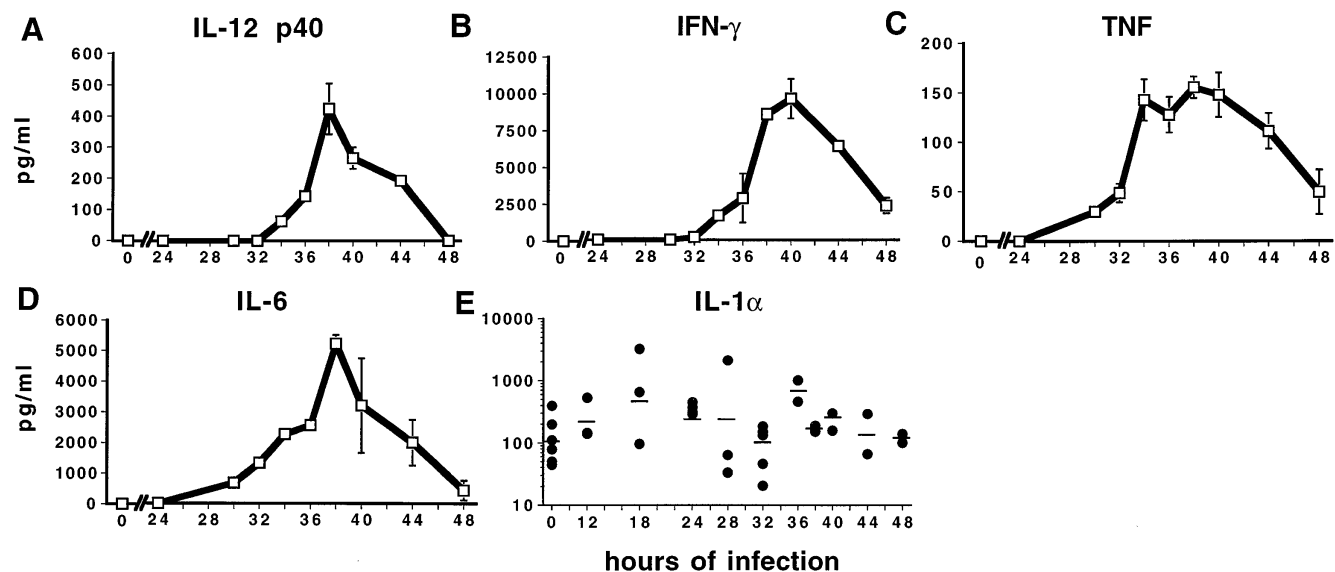 A IL-12 p40
600
500
400
300
200
100
0
pg/ml
0 24 28 32 36 40 44 48
B IFN-γ
12500
10000
7500
5000
2500
0
0 24 28 32 36 40 44 48
C TNF
200
150
100
50
0
0 24 28 32 36 40 44 48
D IL-6
6000
5000
4000
3000
2000
1000
0
pg/ml
0 24 28 32 36 40 44 48
E IL-1α
10000
1000
100
10
0 12 18 24 28 32 36 40 44 48
hours of infection